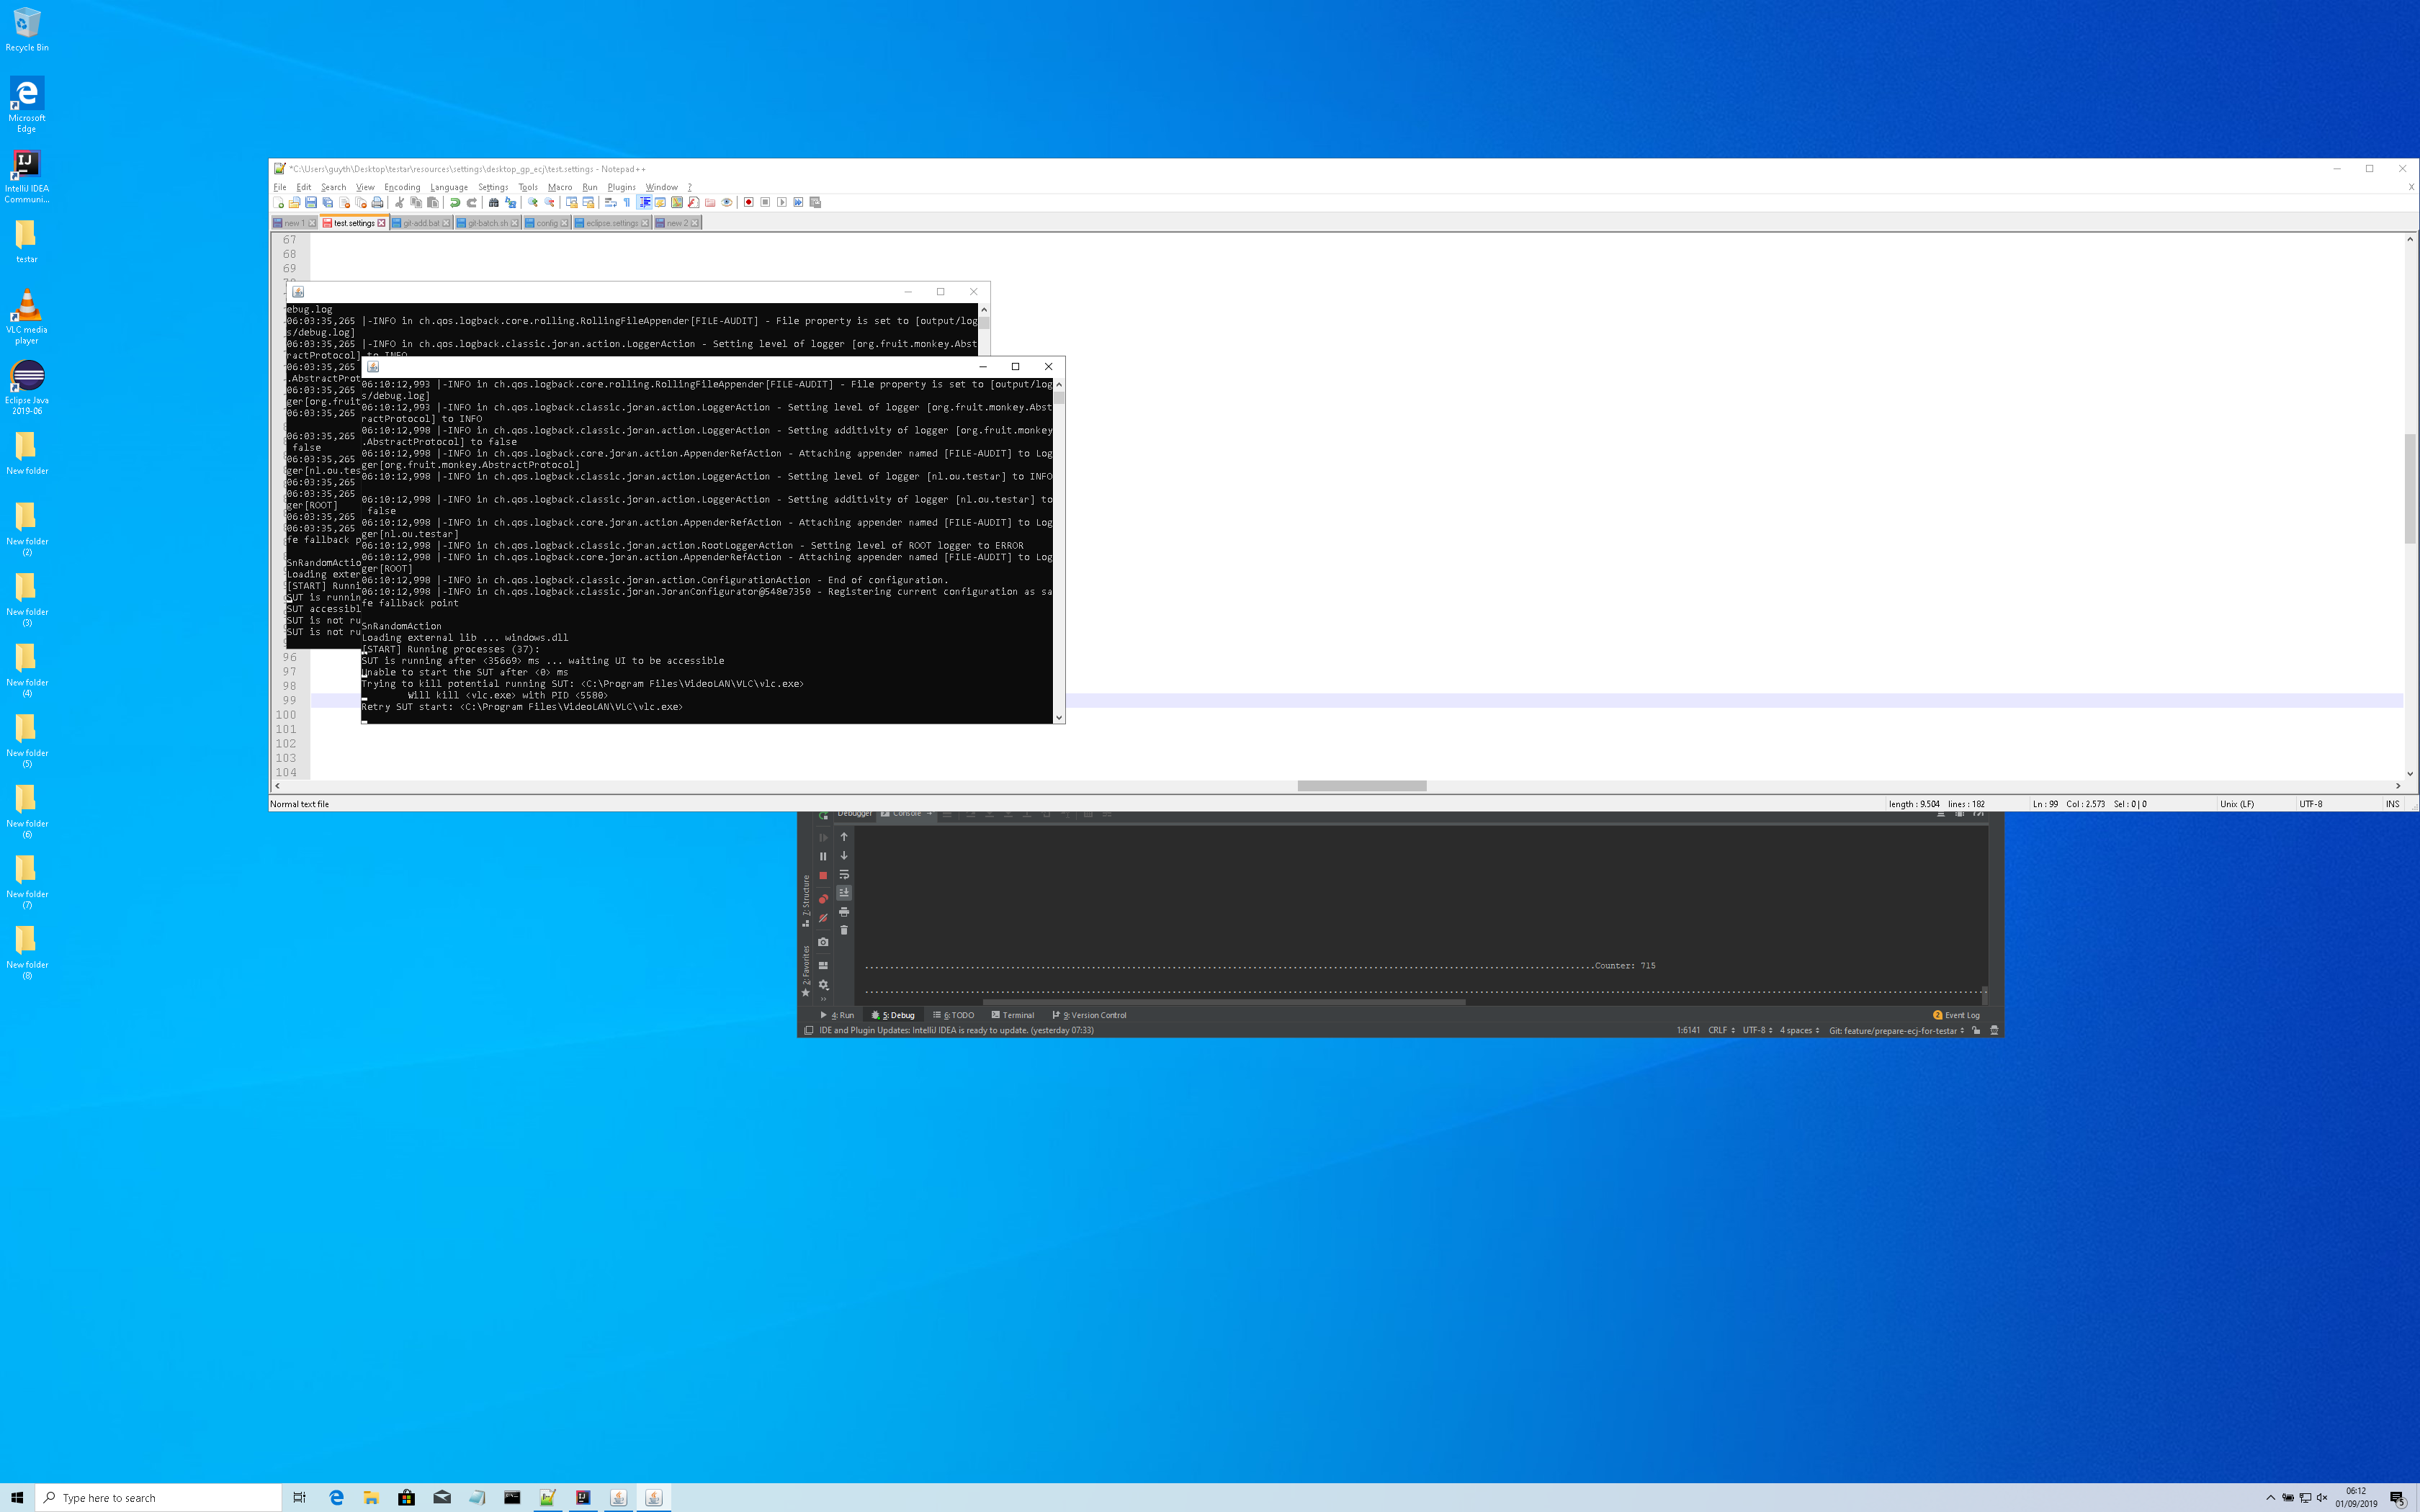 Recycle Bin
Microsoft
Edge
IntelliJ IDEA
Communi...
testar
VLC media
player
Eclipse Java
2019-06
New folder
New folder
(2)
New folder
(3)
New folder
(4)
New folder
(5)
New folder
(6)
New folder
(7)
New folder
(8)
*C:\Users\guyth\Desktop\testar\resources\settings\desktop_gp_ecj\test.settings - Notepad++
File Edit Search View Encoding Language Settings Tools Macro Run Plugins Window ?
new 1 test.settings git-add.bat git-batch.sh config eclipse.settings new 2
67
68
69
ebug.log
06:03:35,265 |-INFO in ch.qos.logback.core.rolling.RollingFileAppender[FILE-AUDIT] - File property is set to [output/log
s/debug.log]
06:03:35,265 |-INFO in ch.qos.logback.classic.joran.action.LoggerAction - Setting level of logger [org.fruit.monkey.Abst
ractProtocol] to INFO
06:03:35,265
.AbstractProt
06:03:35,265
ger[org.fruit
06:03:35,265
06:03:35,265
false
06:03:35,265
ger[nl.ou.tes
06:03:35,265
06:03:35,265
ger[ROOT]
06:03:35,265
06:03:35,265
fe fallback p
SnRandomActio
Loading exter
[START] Runni
SUT is runnin
SUT accessibl
SUT is not ru
SUT is not ru
06:10:12,993 |-INFO in ch.qos.logback.core.rolling.RollingFileAppender[FILE-AUDIT] - File property is set to [output/log
s/debug.log]
06:10:12,993 |-INFO in ch.qos.logback.classic.joran.action.LoggerAction - Setting level of logger [org.fruit.monkey.Abst
ractProtocol] to INFO
06:10:12,998 |-INFO in ch.qos.logback.classic.joran.action.LoggerAction - Setting additivity of logger [org.fruit.monkey
.AbstractProtocol] to false
06:10:12,998 |-INFO in ch.qos.logback.core.joran.action.AppenderRefAction - Attaching appender named [FILE-AUDIT] to Log
ger[org.fruit.monkey.AbstractProtocol]
06:10:12,998 |-INFO in ch.qos.logback.classic.joran.action.LoggerAction - Setting level of logger [nl.ou.testar] to INFO
06:10:12,998 |-INFO in ch.qos.logback.classic.joran.action.LoggerAction - Setting additivity of logger [nl.ou.testar] to
false
06:10:12,998 |-INFO in ch.qos.logback.core.joran.action.AppenderRefAction - Attaching appender named [FILE-AUDIT] to Log
ger[nl.ou.testar]
06:10:12,998 |-INFO in ch.qos.logback.classic.joran.action.RootLoggerAction - Setting level of ROOT logger to ERROR
06:10:12,998 |-INFO in ch.qos.logback.core.joran.action.AppenderRefAction - Attaching appender named [FILE-AUDIT] to Log
ger[ROOT]
06:10:12,998 |-INFO in ch.qos.logback.classic.joran.action.ConfigurationAction - End of configuration.
06:10:12,998 |-INFO in ch.qos.logback.classic.joran.JoranConfigurator@548e7350 - Registering current configuration as sa
fe fallback point
SnRandomAction
Loading external lib ... windows.dll
[START] Running processes (37):
SUT is running after <35669> ms ... waiting UI to be accessible
Unable to start the SUT after <0> ms
Trying to kill potential running SUT: <C:\Program Files\VideoLAN\VLC\vlc.exe>
Will kill <vlc.exe> with PID <5580>
Retry SUT start: <C:\Program Files\VideoLAN\VLC\vlc.exe>
96
97
98
99
100
101
102
103
104
Normal text file length : 9.504 lines : 182 Ln : 99 Col : 2.573 Sel : 0 | 0 Unix (LF) UTF-8 INS
Debugger Console
7: Structure
2: Favorites
Counter: 715
4: Run 5: Debug 6: TODO Terminal 9: Version Control 2 Event Log
IDE and Plugin Updates: IntelliJ IDEA is ready to update. (yesterday 07:33) 1:6141 CRLF UTF-8 4 spaces Git: feature/prepare-ecj-for-testar
Type here to search
06:12
01/09/2019
5